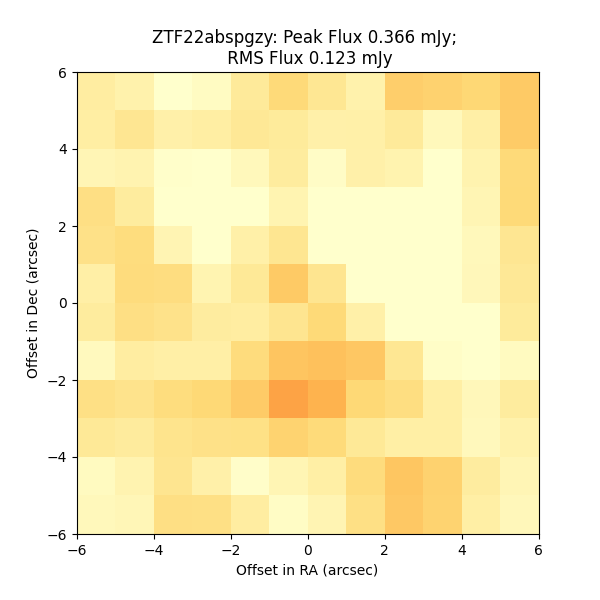 ZTF22abspgzy: Peak Flux 0.366 mJy;
RMS Flux 0.123 mJy
6
4
2
0
−2
−4
−6
Offset in Dec (arcsec)
−6 −4 −2 0 2 4 6
Offset in RA (arcsec)